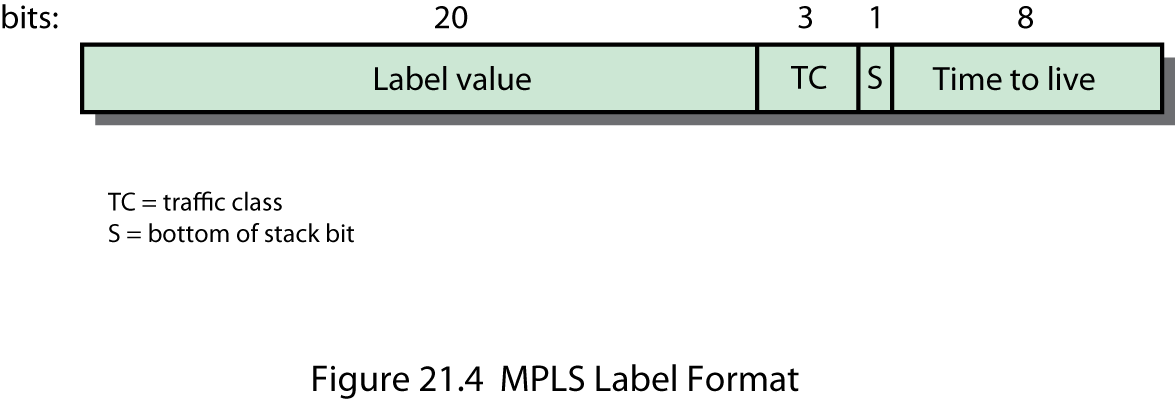 bits: 20 3 1 8
Label value TC S Time to live
TC = traffic class
S = bottom of stack bit
Figure 21.4 MPLS Label Format